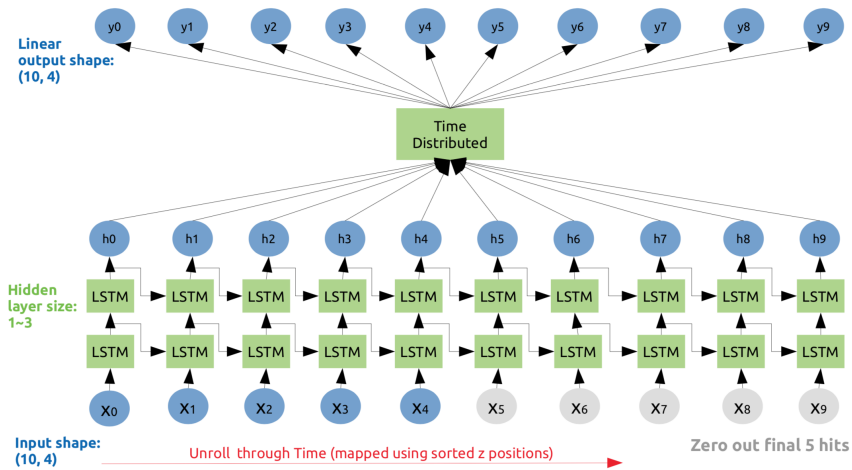 y0 y1 y2 y3 y4 y5 y6 y7 y8 y9
Linear
output shape:
(10, 4)
Time
Distributed
h0 h1 h2 h3 h4 h5 h6 h7 h8 h9
Hidden
layer size:
1~3
LSTM LSTM LSTM LSTM LSTM LSTM LSTM LSTM LSTM LSTM
LSTM LSTM LSTM LSTM LSTM LSTM LSTM LSTM LSTM LSTM
X0 X1 X2 X3 X4 X5 X6 X7 X8 X9
Input shape:
(10, 4)
Unroll through Time (mapped using sorted z positions)
Zero out final 5 hits